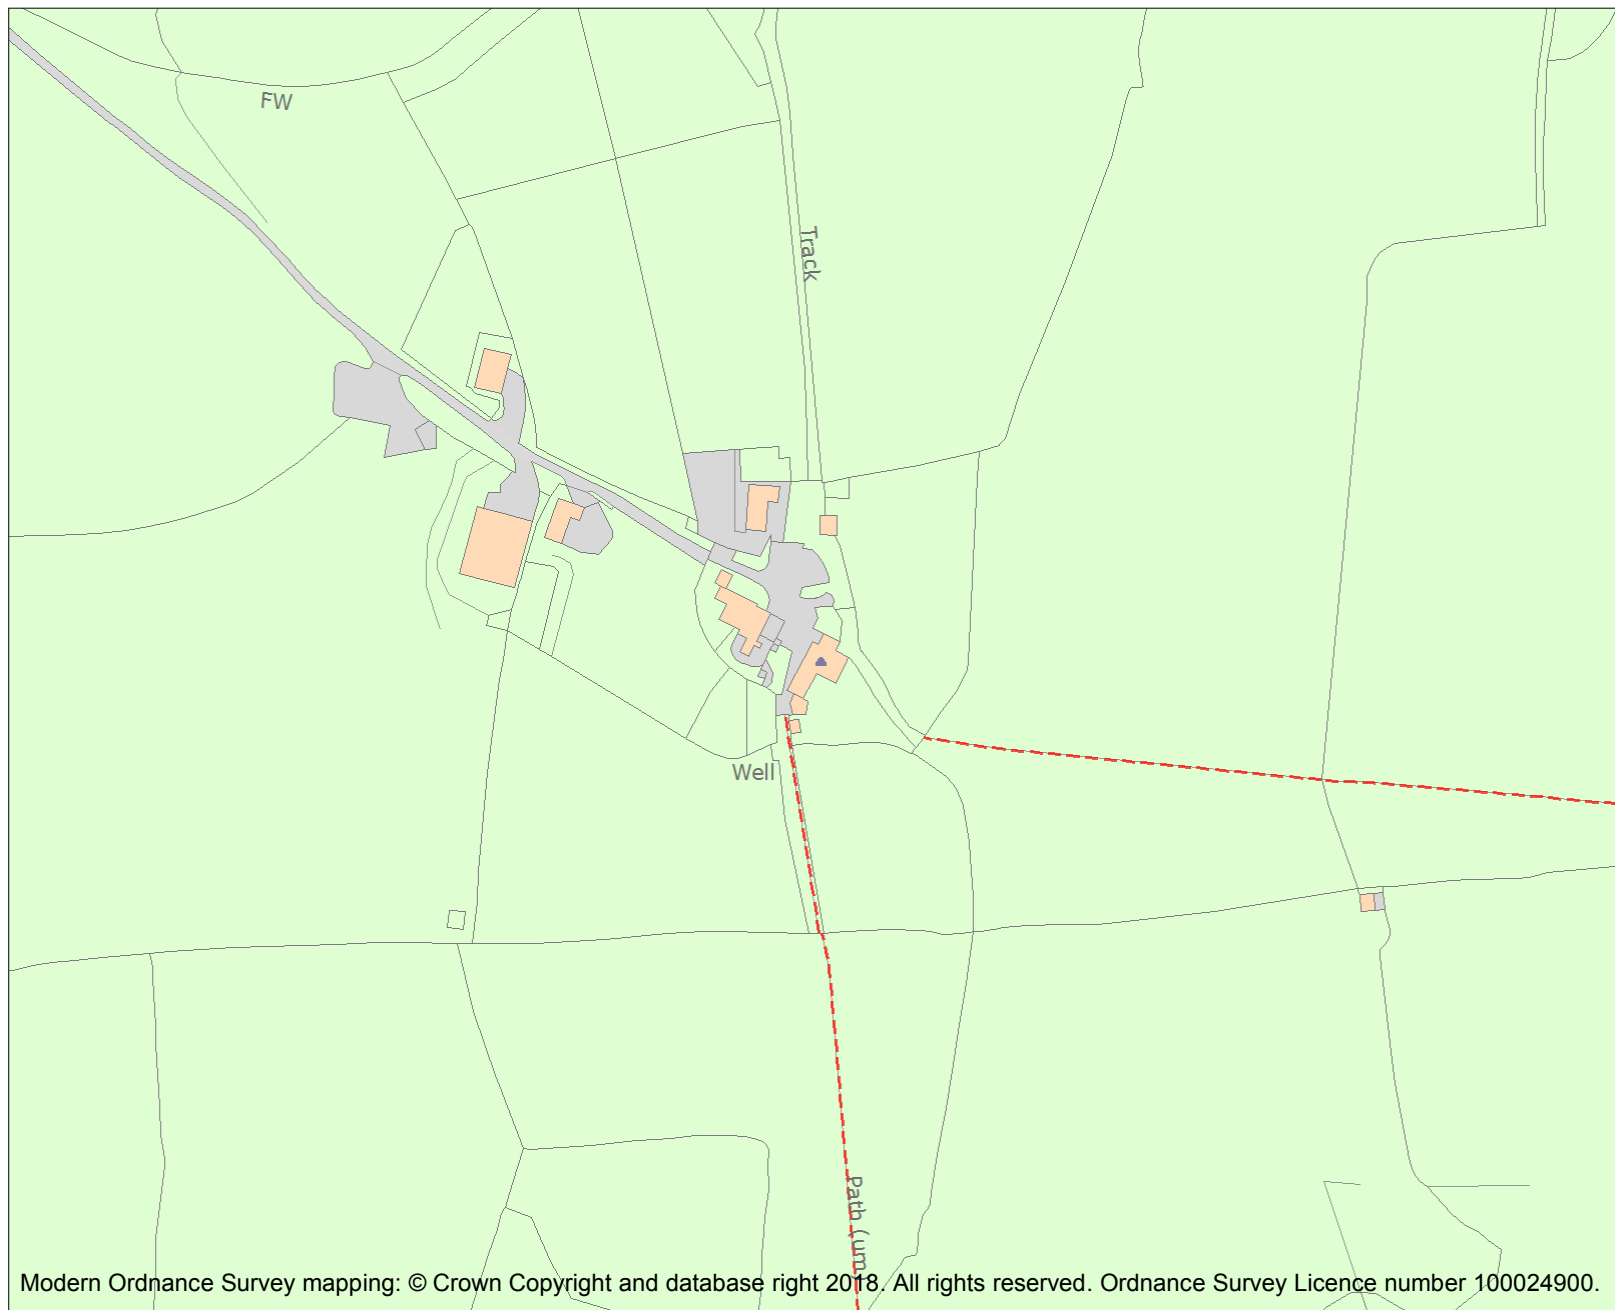 FW
Track
Well
Path (um)
Modern Ordnance Survey mapping: © Crown Copyright and database right 2018. All rights reserved. Ordnance Survey Licence number 100024900.